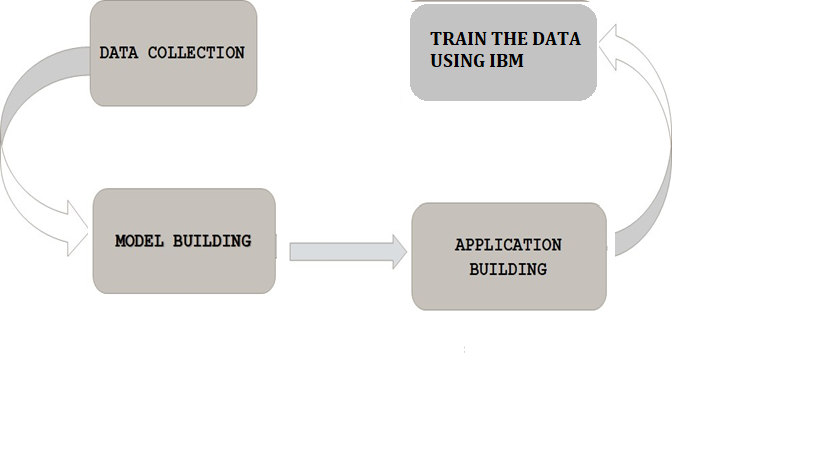 DATA COLLECTION
TRAIN THE DATA
USING IBM
MODEL BUILDING
APPLICATION
BUILDING